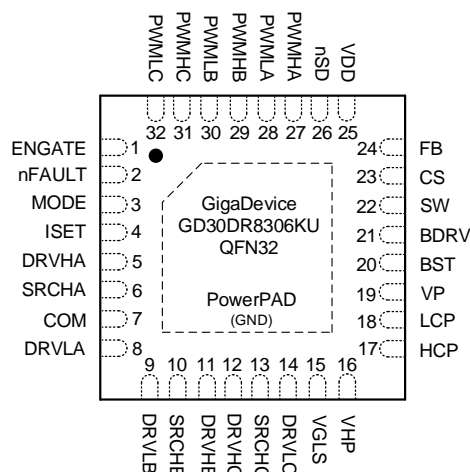 PWMLC
PWMHC
PWMLB
PWMHB
PWMLA
PWMHA
nSD
VDD
32 31 30 29 28 27 26 25
ENGATE 1
nFAULT 2
MODE 3
ISET 4
DRVHA 5
SRCHA 6
COM 7
DRVLA 8
GigaDevice
GD30DR8306KU
QFN32
PowerPAD
(GND)
24 FB
23 CS
22 SW
21 BDRV
20 BST
19 VP
18 LCP
17 HCP
9 10 11 12 13 14 15 16
DRVLB
SRCHB
DRVHB
DRVHC
SRCHC
DRVLC
VGLS
VHP